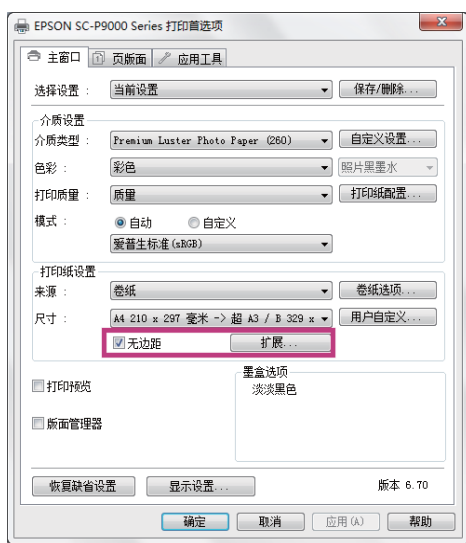 EPSON SC-P9000 Series 打印首选项
主窗口 页版面 应用工具
选择设置： 当前设置 保存/删除...
介质设置
介质类型： Premium Luster Photo Paper (260) 自定义设置...
色彩： 彩色 照片黑墨水
打印质量： 质量 打印纸配置...
模式： 自动 自定义
爱普生标准(sRGB)
打印纸设置
来源： 卷纸 卷纸选项...
尺寸： A4 210 x 297 毫米 -> 超 A3 / B 329 x 用户自定义...
无边距 扩展...
墨盒选项
打印预览 淡淡黑色
版面管理器
恢复缺省设置 显示设置... 版本 6.70
确定 取消 应用(A) 帮助